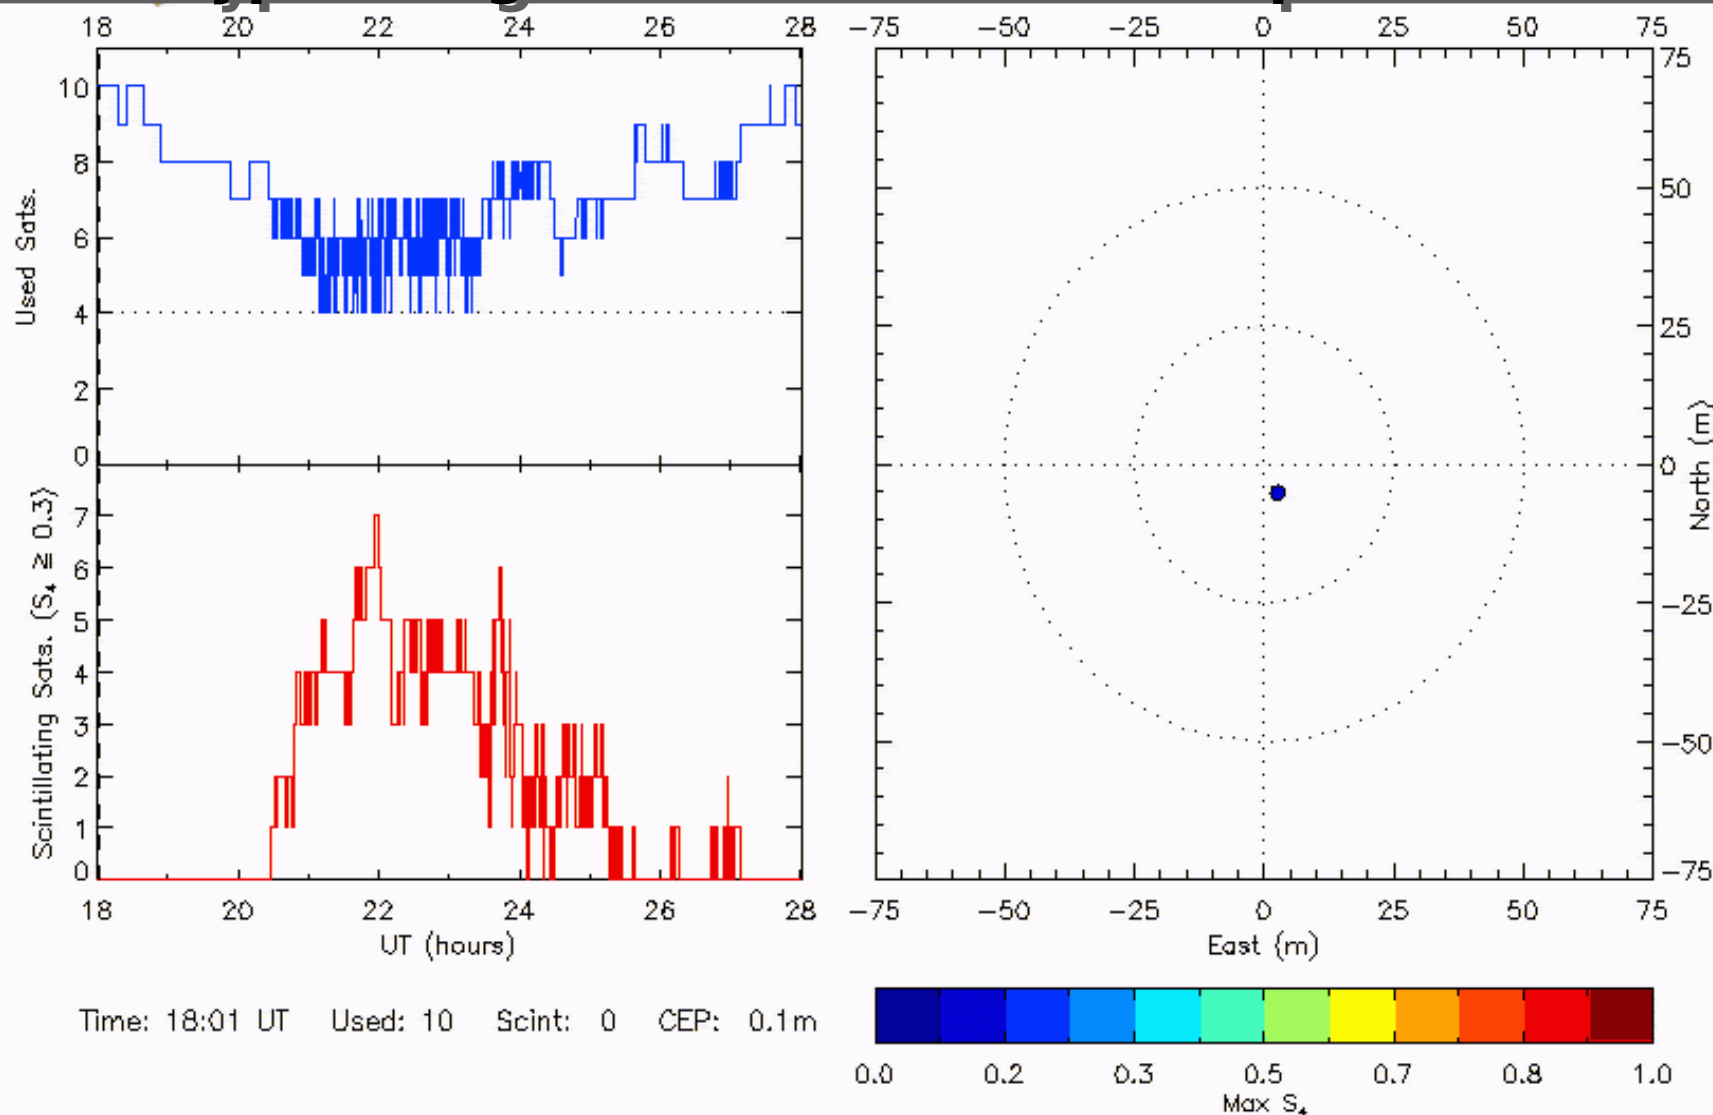 18 20 22 24 26 28 −75 −50 −25 0 25 50 75
10
8
6
4
2
0
Used Sats.
7
6
5
4
3
2
1
0
Scintillating Sats. (S₄ ≥ 0.3)
75
50
25
0
−25
−50
−75
North (m)
18 20 22 24 26 28 −75 −50 −25 0 25 50 75
UT (hours) East (m)
Time: 18:01 UT Used: 10 Scint: 0 CEP: 0.1m
0.0 0.2 0.3 0.5 0.7 0.8 1.0
Max S₄